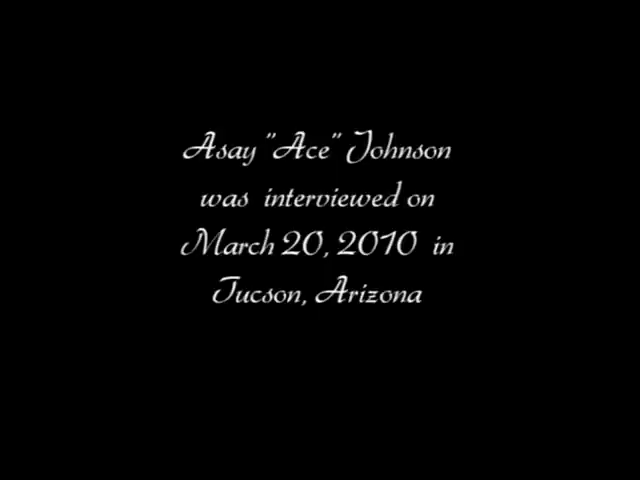 Asay "Ace" Johnson
was interviewed on
March 20, 2010 in
Tucson, Arizona